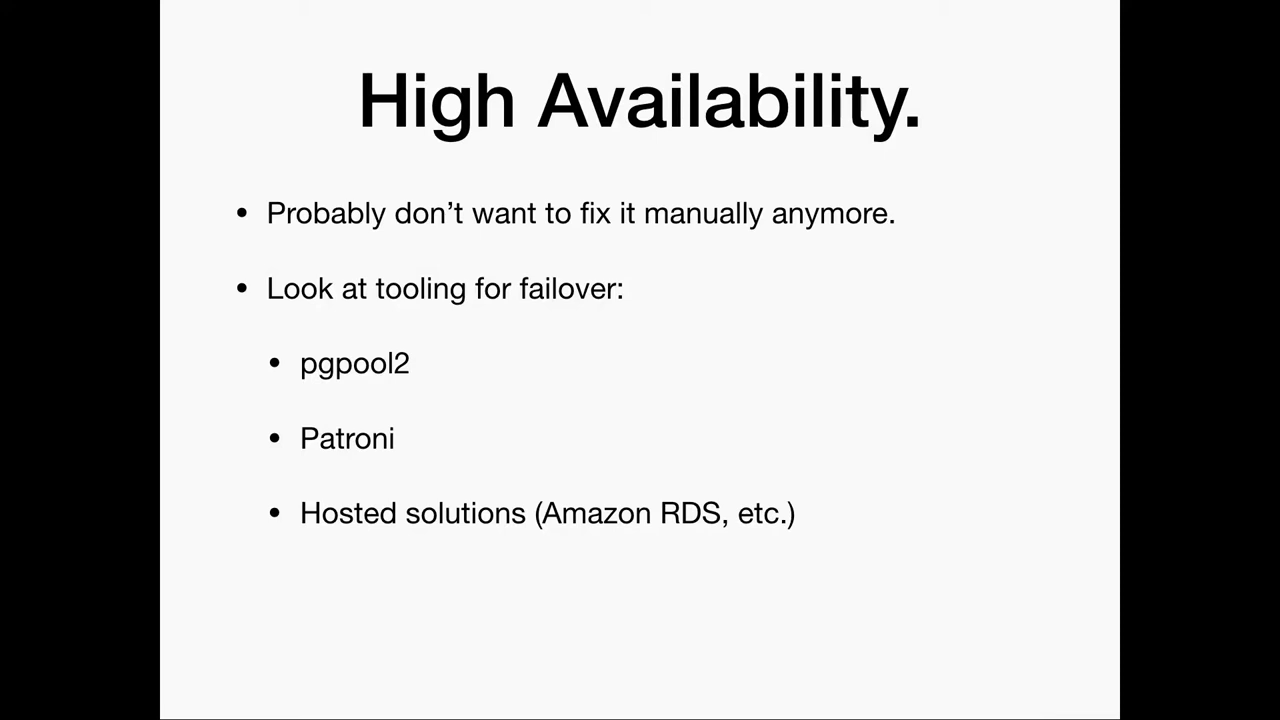 High Availability.
• Probably don’t want to fix it manually anymore.
• Look at tooling for failover:
• pgpool2
• Patroni
• Hosted solutions (Amazon RDS, etc.)